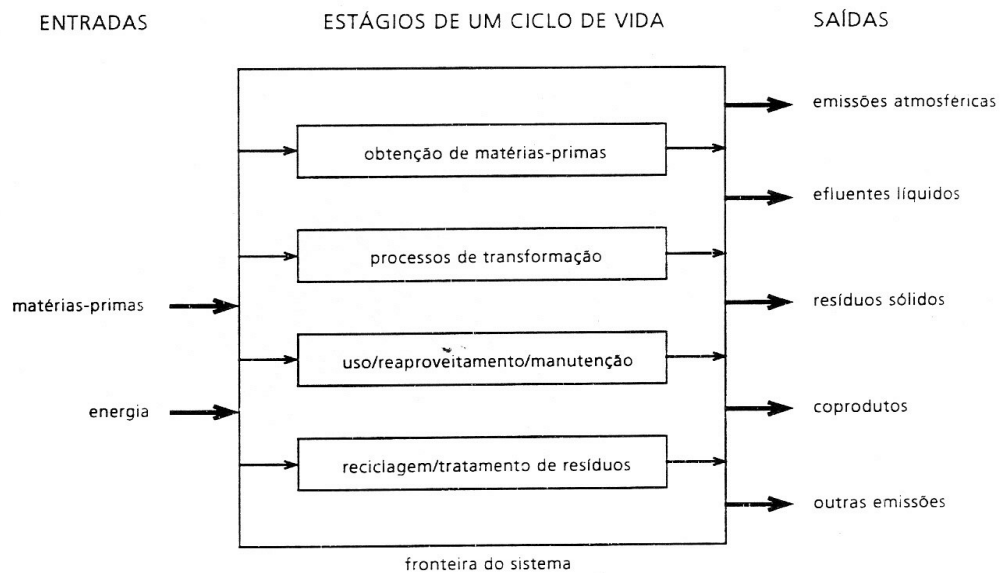 ENTRADAS
ESTÁGIOS DE UM CICLO DE VIDA
SAÍDAS
emissões atmosféricas
obtenção de matérias-primas
efluentes líquidos
processos de transformação
matérias-primas
resíduos sólidos
uso/reaproveitamento/manutenção
energia
coprodutos
reciclagem/tratamento de resíduos
outras emissões
fronteira do sistema